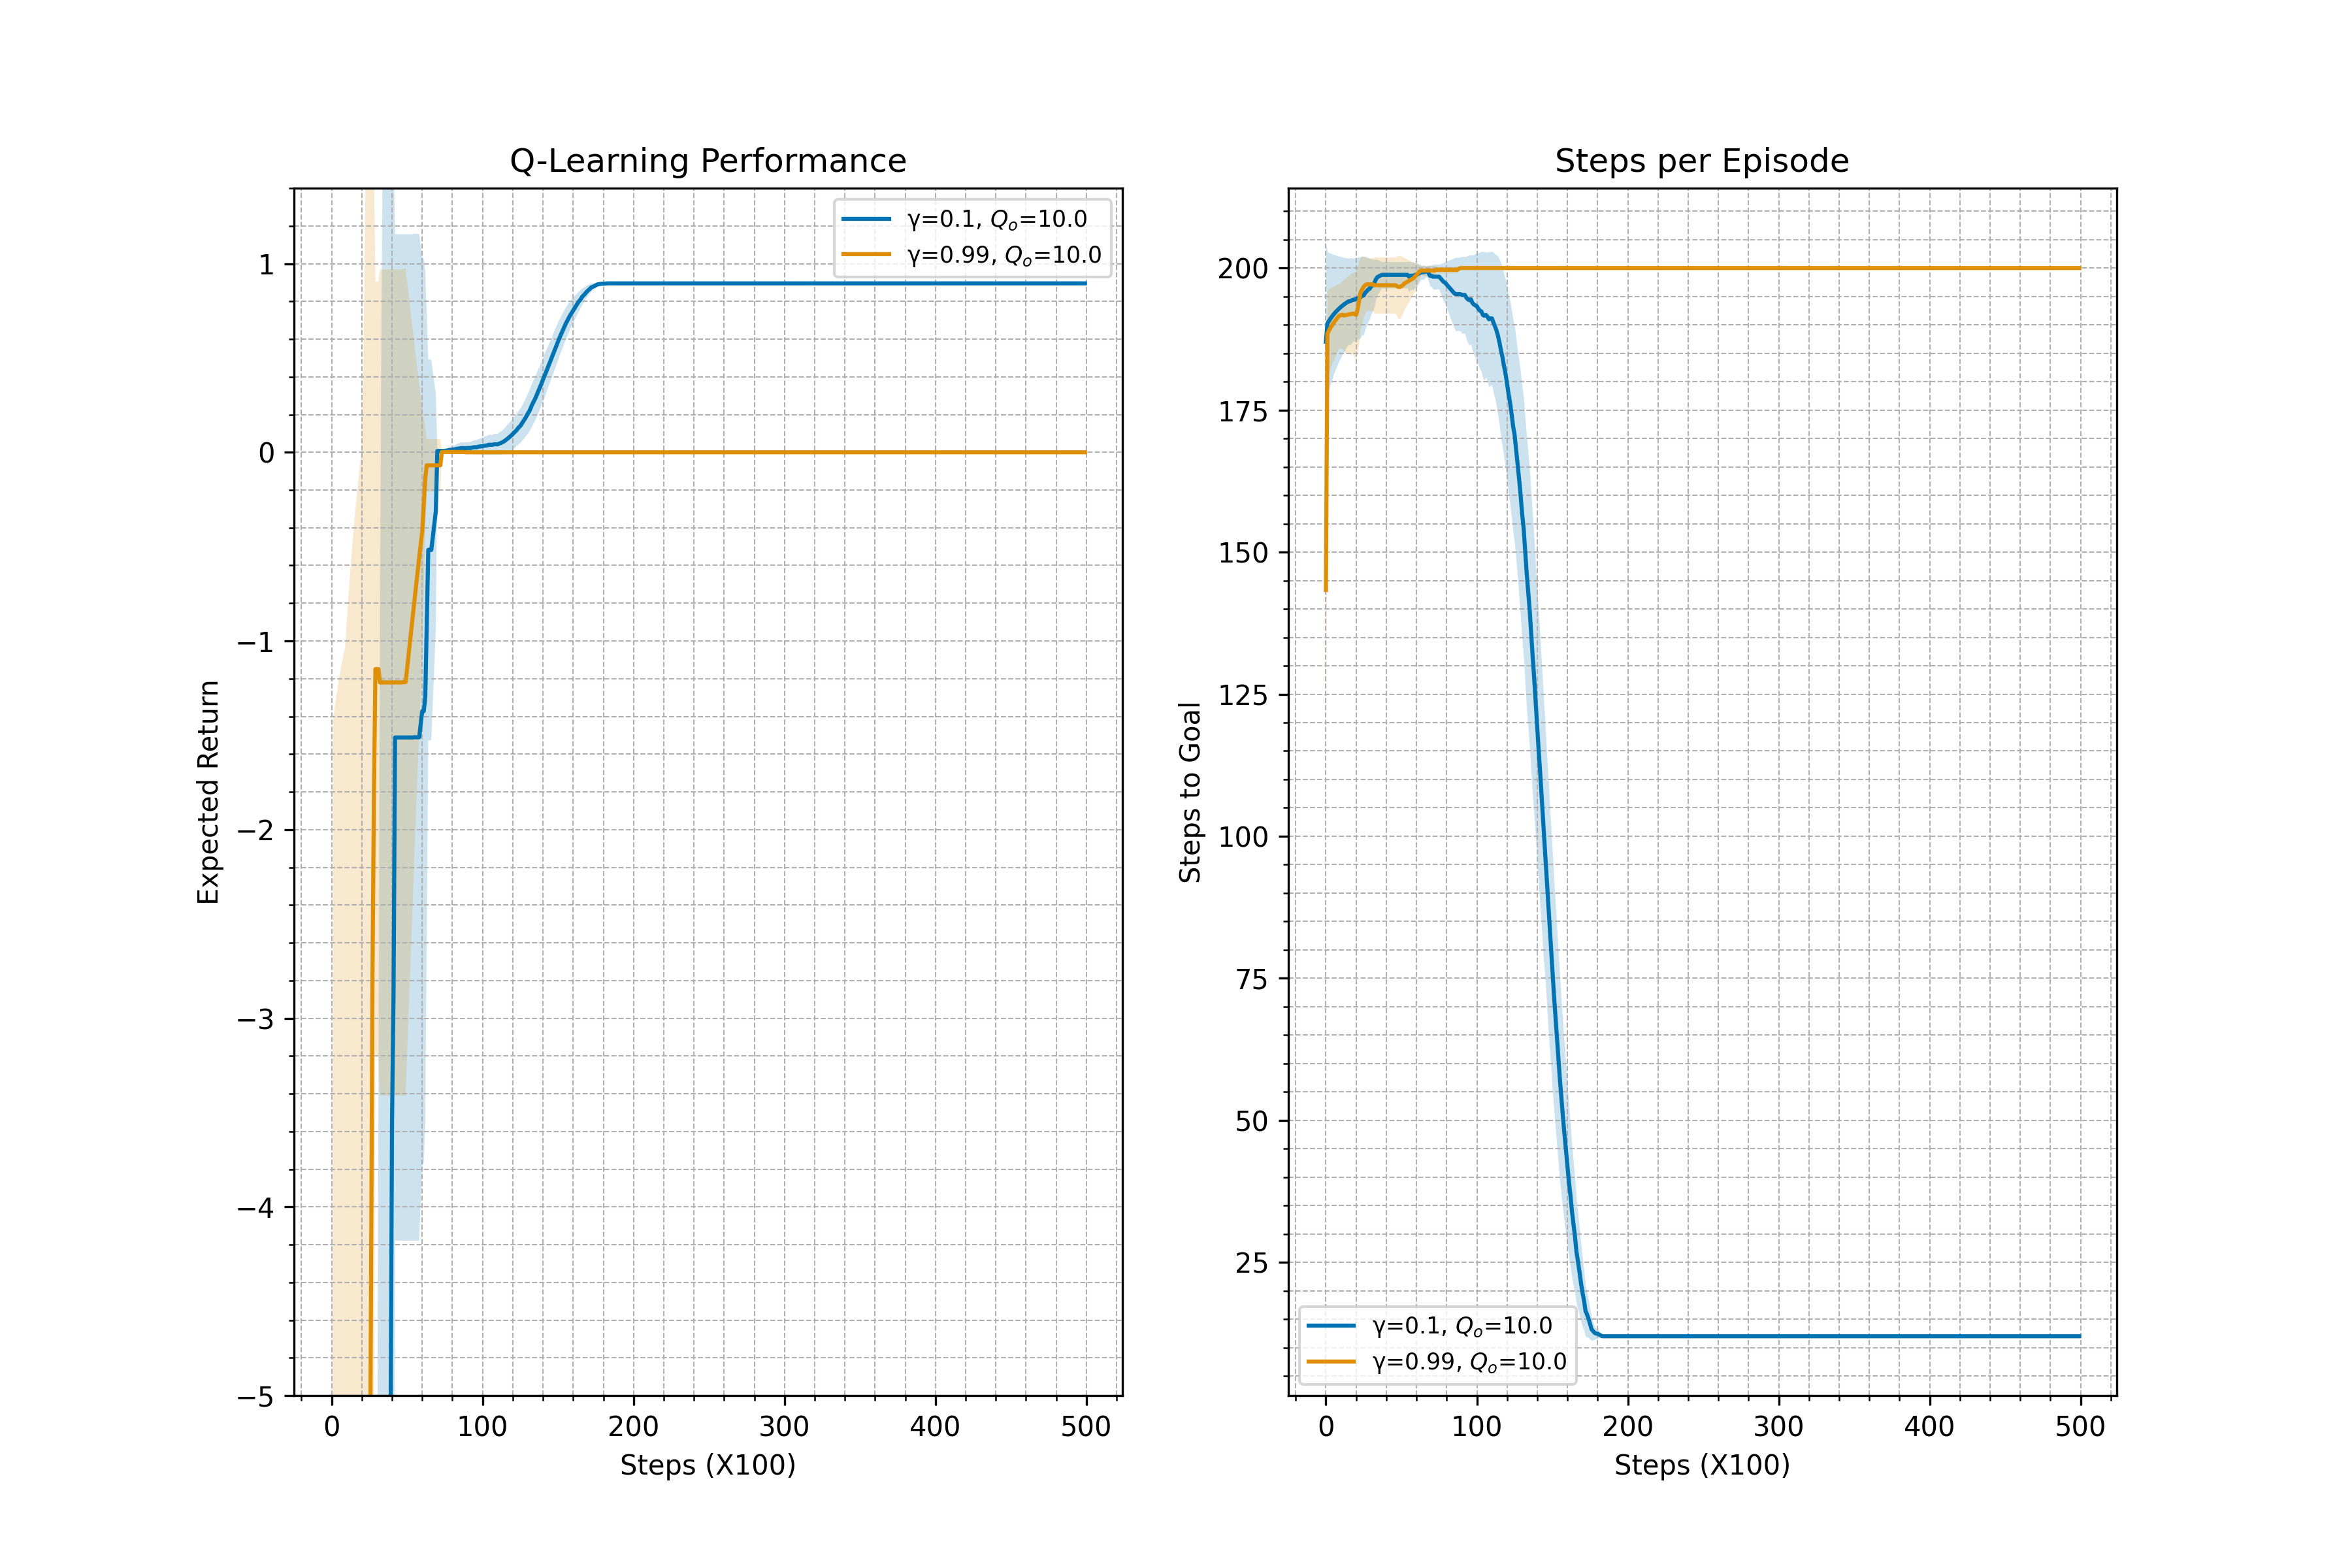 Q-Learning Performance
Expected Return
1
0
−1
−2
−3
−4
−5
γ=0.1, Qₒ=10.0
γ=0.99, Qₒ=10.0
0 100 200 300 400 500
Steps (X100)
Steps per Episode
Steps to Goal
200
175
150
125
100
75
50
25
γ=0.1, Qₒ=10.0
γ=0.99, Qₒ=10.0
0 100 200 300 400 500
Steps (X100)